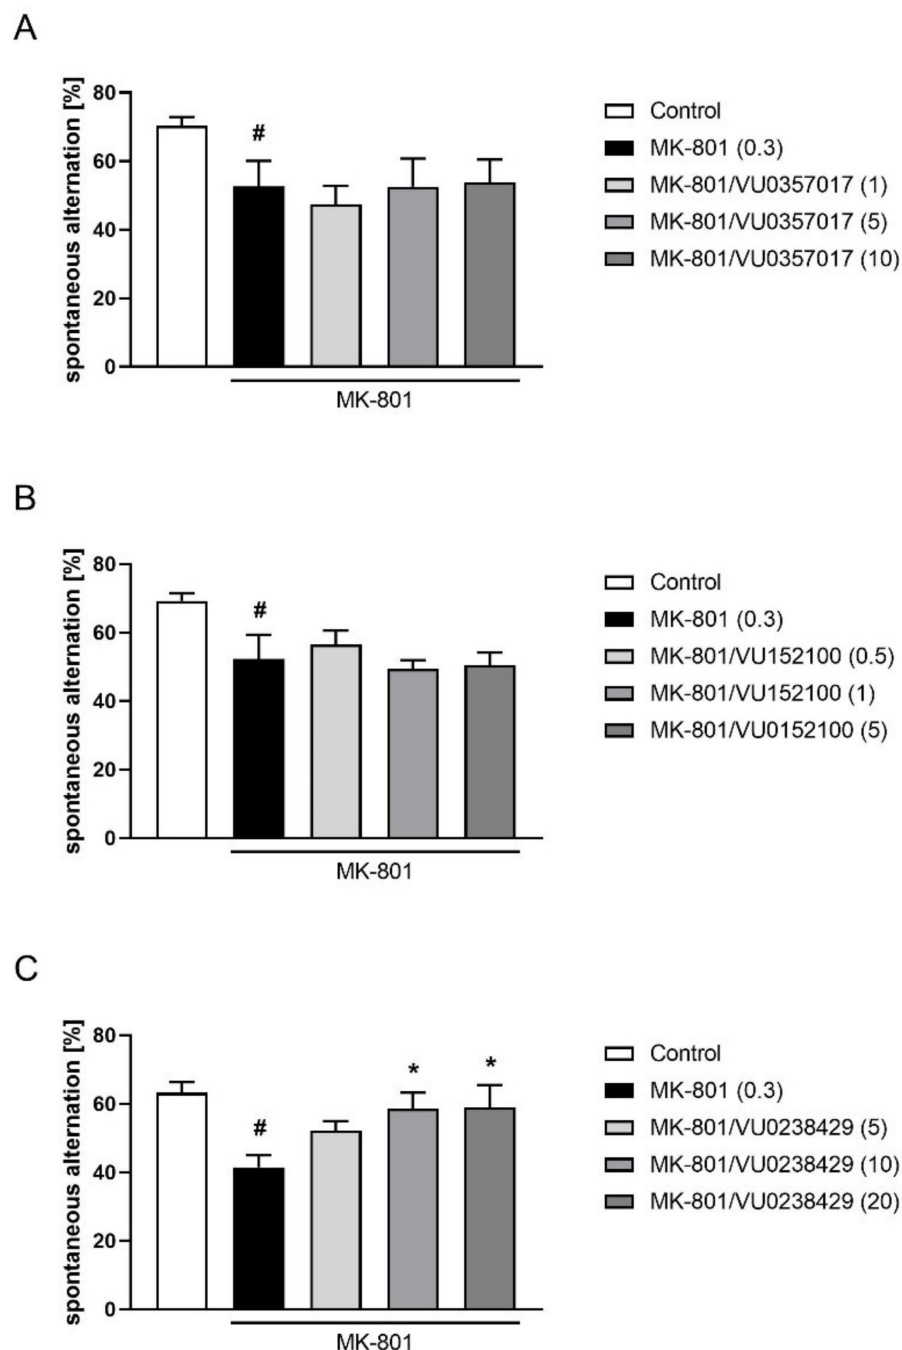 A
spontaneous alternation [%]
80
60
40
20
0
#
MK-801
Control
MK-801 (0.3)
MK-801/VU0357017 (1)
MK-801/VU0357017 (5)
MK-801/VU0357017 (10)
B
spontaneous alternation [%]
80
60
40
20
0
#
MK-801
Control
MK-801 (0.3)
MK-801/VU152100 (0.5)
MK-801/VU152100 (1)
MK-801/VU0152100 (5)
C
spontaneous alternation [%]
80
60
40
20
0
#
*
*
MK-801
Control
MK-801 (0.3)
MK-801/VU0238429 (5)
MK-801/VU0238429 (10)
MK-801/VU0238429 (20)